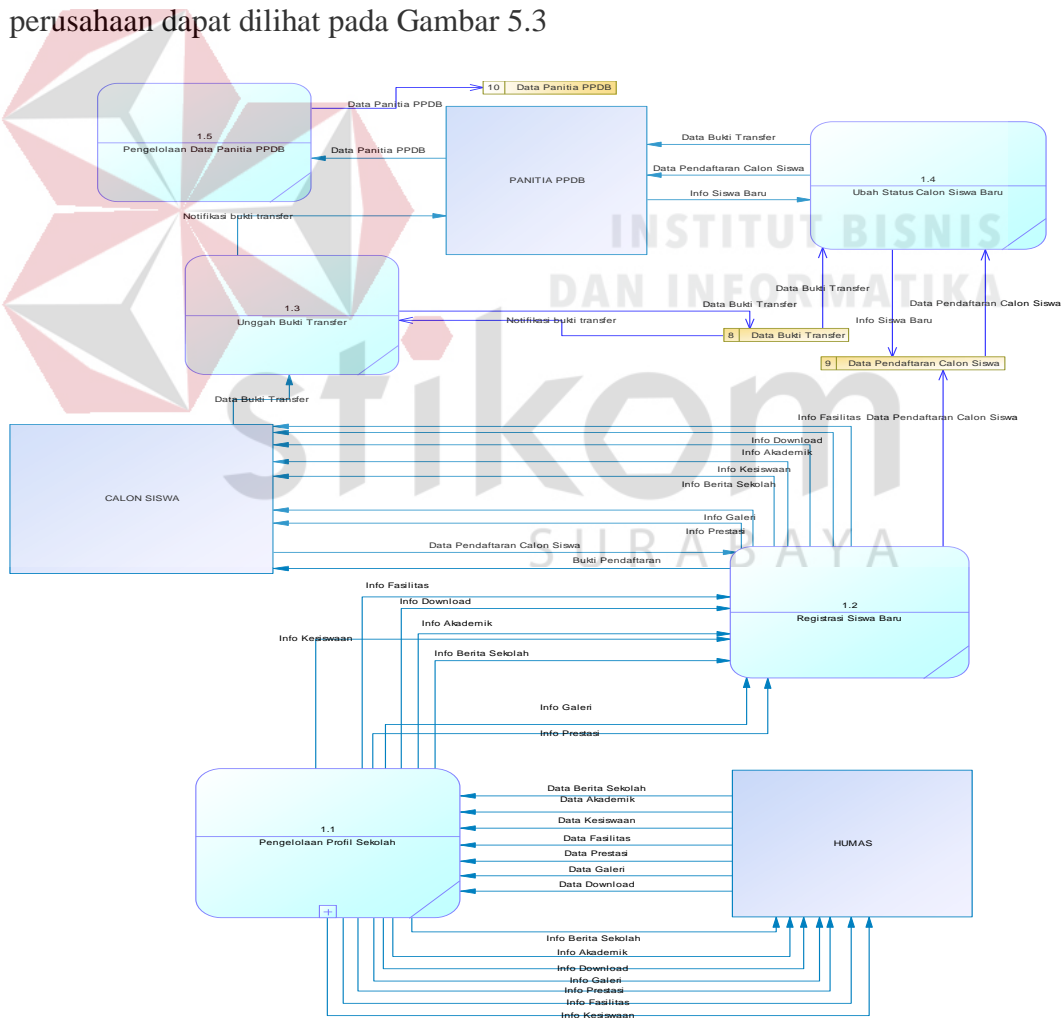 perusahaan dapat dilihat pada Gambar 5.3
10 Data Panitia PPDB
Data Panitia PPDB
1.5
Pengelolaan Data Panitia PPDB
Data Panitia PPDB
PANITIA PPDB
Data Bukti Transfer
Data Pendaftaran Calon Siswa
Info Siswa Baru
1.4
Ubah Status Calon Siswa Baru
Notifikasi bukti transfer
INSTITUT BISNIS
DAN INFORMATIKA
1.3
Unggah Bukti Transfer
Data Bukti Transfer
Data Bukti Transfer
Data Pendaftaran Calon Siswa
Notifikasi bukti transfer
Info Siswa Baru
8 Data Bukti Transfer
9 Data Pendaftaran Calon Siswa
Data Bukti Transfer
stikom
SURABAYA
Info Fasilitas
Data Pendaftaran Calon Siswa
Info Download
Info Akademik
Info Kesiswaan
Info Berita Sekolah
CALON SISWA
Info Galeri
Info Prestasi
Data Pendaftaran Calon Siswa
Bukti Pendaftaran
Info Fasilitas
Info Download
Info Akademik
Info Kesiswaan
Info Berita Sekolah
1.2
Registrasi Siswa Baru
Info Galeri
Info Prestasi
1.1
Pengelolaan Profil Sekolah
Data Berita Sekolah
Data Akademik
Data Kesiswaan
Data Fasilitas
Data Prestasi
Data Galeri
Data Download
HUMAS
Info Berita Sekolah
Info Akademik
Info Download
Info Galeri
Info Prestasi
Info Fasilitas
Info Kesiswaan